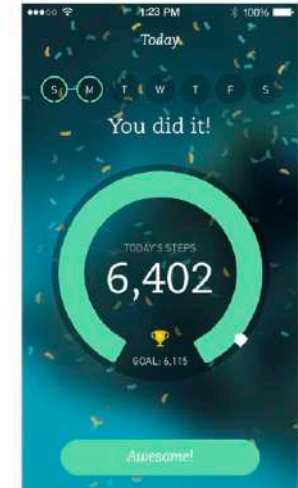 1:23 PM 100%
Today
S M T W T F S
You did it!
TODAY'S STEPS
6,402
GOAL: 6,115
Awesome!